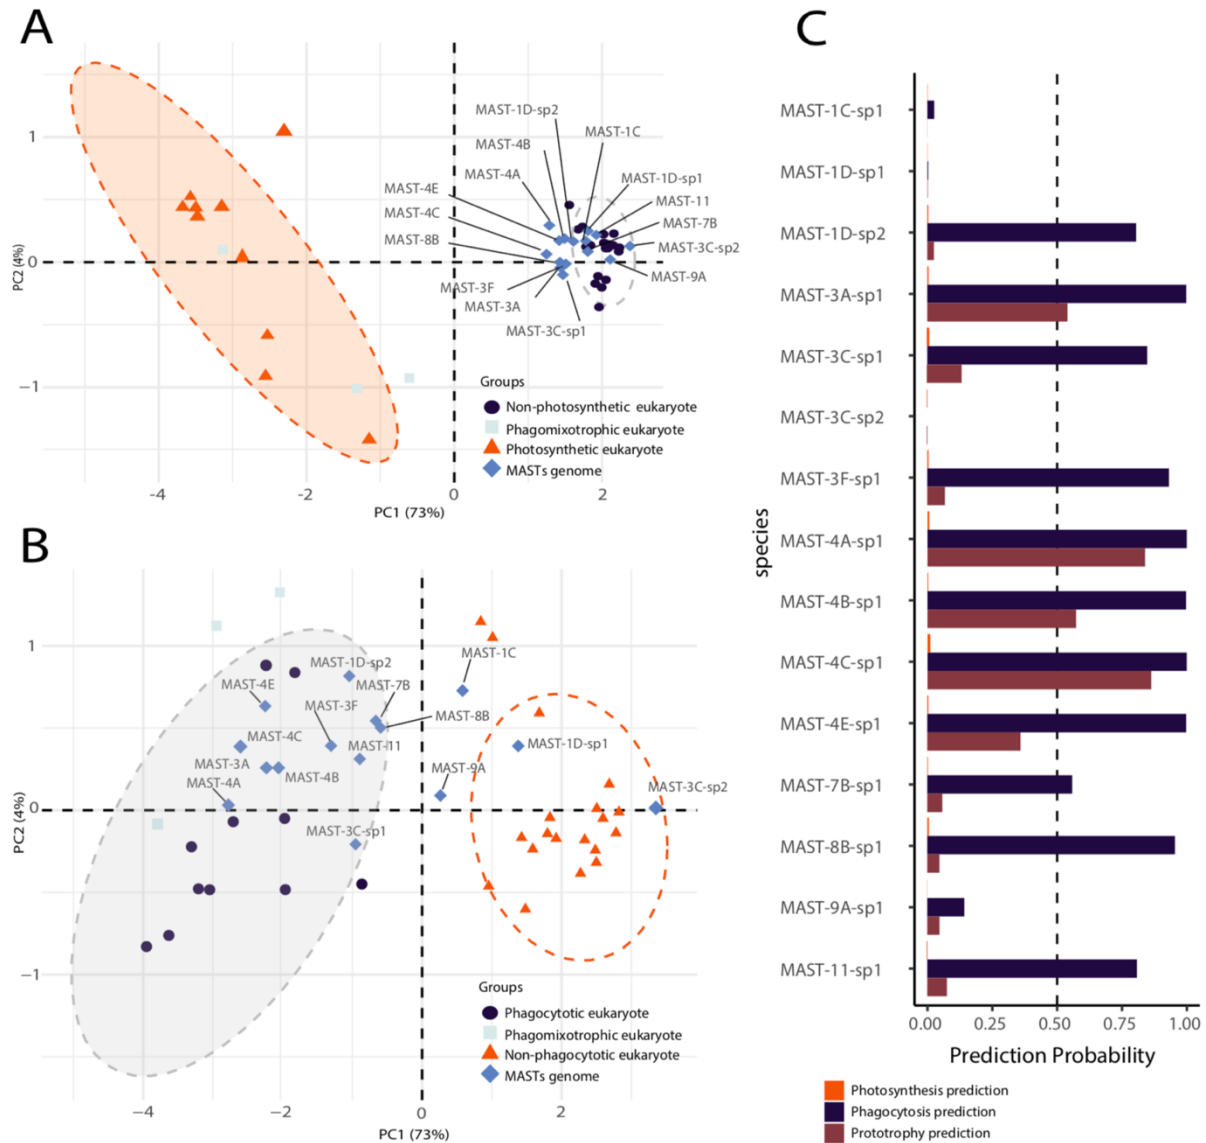 A
MAST-1D-sp2
MAST-1C
MAST-4B
MAST-4A
MAST-1D-sp1
MAST-4E
MAST-11
MAST-4C
MAST-7B
MAST-8B
MAST-3C-sp2
MAST-9A
MAST-3F
MAST-3A
MAST-3C-sp1
PC2 (4%)
1
0
−1
Groups
Non-photosynthetic eukaryote
Phagomixotrophic eukaryote
Photosynthetic eukaryote
MASTs genome
-4
-2
0
2
PC1 (73%)
B
MAST-1C
MAST-1D-sp2
MAST-4E
MAST-7B
MAST-3F
MAST-8B
MAST-4C
MAST-11
MAST-1D-sp1
MAST-3A
MAST-9A
MAST-4A
MAST-4B
MAST-3C-sp2
MAST-3C-sp1
PC2 (4%)
1
0
−1
Groups
Phagocytotic eukaryote
Phagomixotrophic eukaryote
Non-phagocytotic eukaryote
MASTs genome
−4
−2
0
2
PC1 (73%)
C
species
MAST-1C-sp1
MAST-1D-sp1
MAST-1D-sp2
MAST-3A-sp1
MAST-3C-sp1
MAST-3C-sp2
MAST-3F-sp1
MAST-4A-sp1
MAST-4B-sp1
MAST-4C-sp1
MAST-4E-sp1
MAST-7B-sp1
MAST-8B-sp1
MAST-9A-sp1
MAST-11-sp1
0.00 0.25 0.50 0.75 1.00
Prediction Probability
Photosynthesis prediction
Phagocytosis prediction
Prototrophy prediction